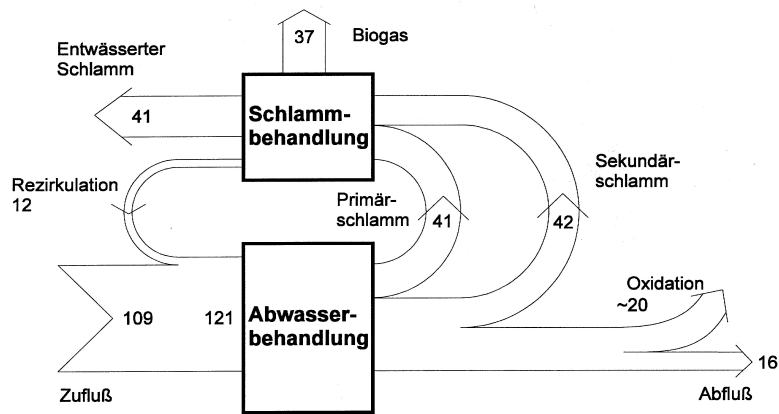 37
Biogas
Entwässerter
Schlamm
41
Schlamm-
behandlung
Rezirkulation
12
Primär-
schlamm
41
42
Sekundär-
schlamm
109
121
Abwasser-
behandlung
Oxidation
~20
16
Zufluß
Abfluß